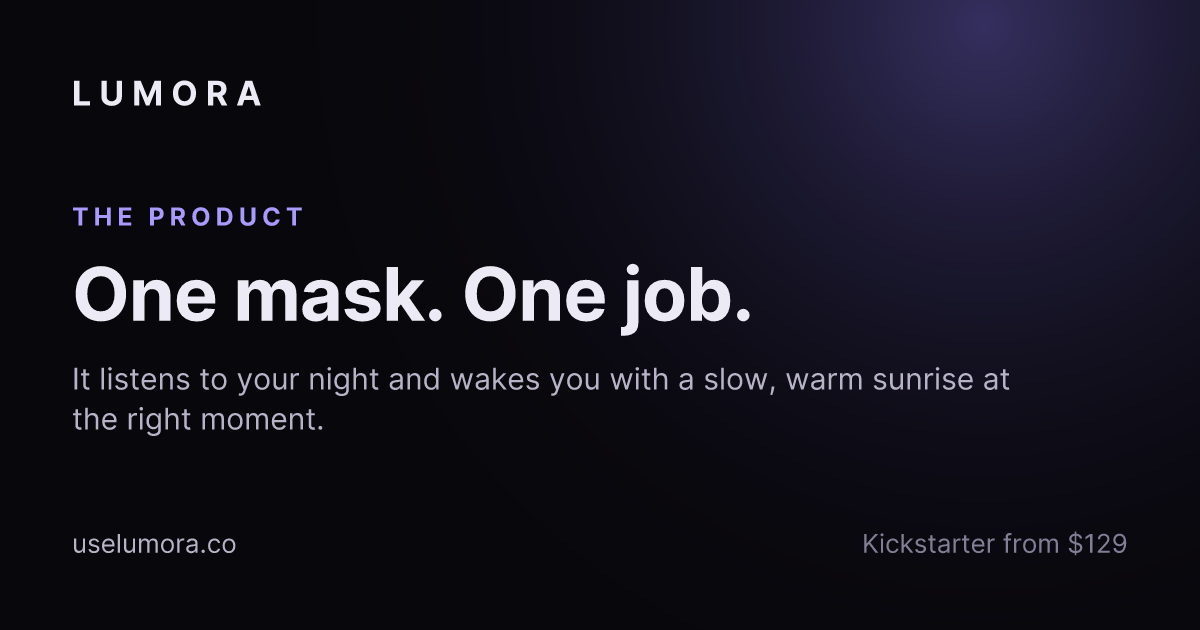 LUMORA
THE PRODUCT
One mask. One job.
It listens to your night and wakes you with a slow, warm sunrise at
the right moment.
uselumora.co
Kickstarter from $129